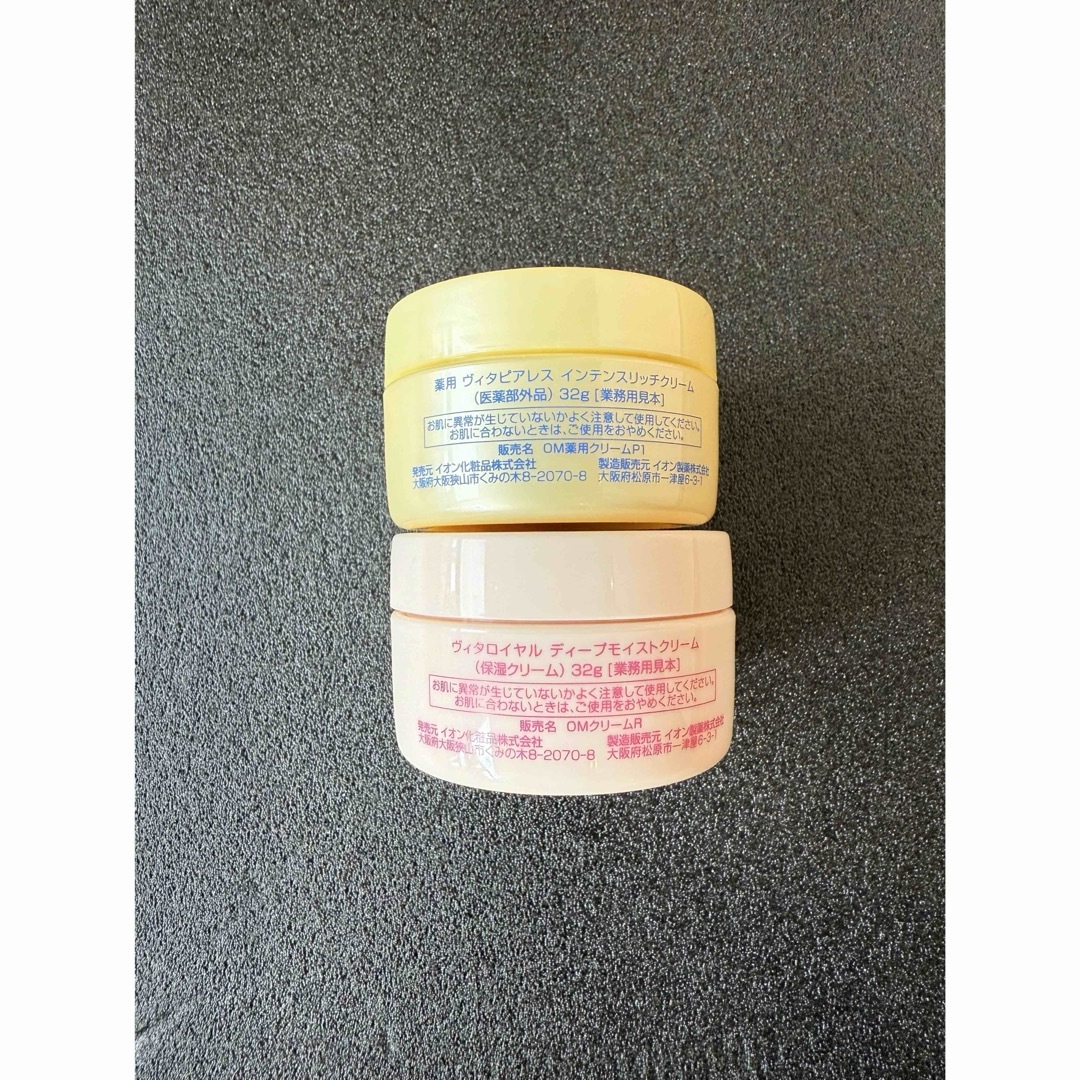 薬用 ヴィタピアレス インテンスリッチクリーム
(医薬部外品) 32g [業務用見本]
お肌に異常が生じていないかよく注意して使用してください。
お肌に合わないときは、ご使用をおやめください。
販売名 OM薬用クリームP1
発売元 イオン化粧品株式会社 製造販売元 イオン製薬株式会社
大阪府大阪狭山市くみの木8-2070-8 大阪府松原市一津屋6-3-1
ヴィタロイヤル ディープモイストクリーム
(保湿クリーム) 32g [業務用見本]
お肌に異常が生じていないかよく注意して使用してください。
お肌に合わないときは、ご使用をおやめください。
販売名 OMクリームR
発売元 イオン化粧品株式会社 製造販売元 イオン製薬株式会社
大阪府大阪狭山市くみの木8-2070-8 大阪府松原市一津屋6-3-1